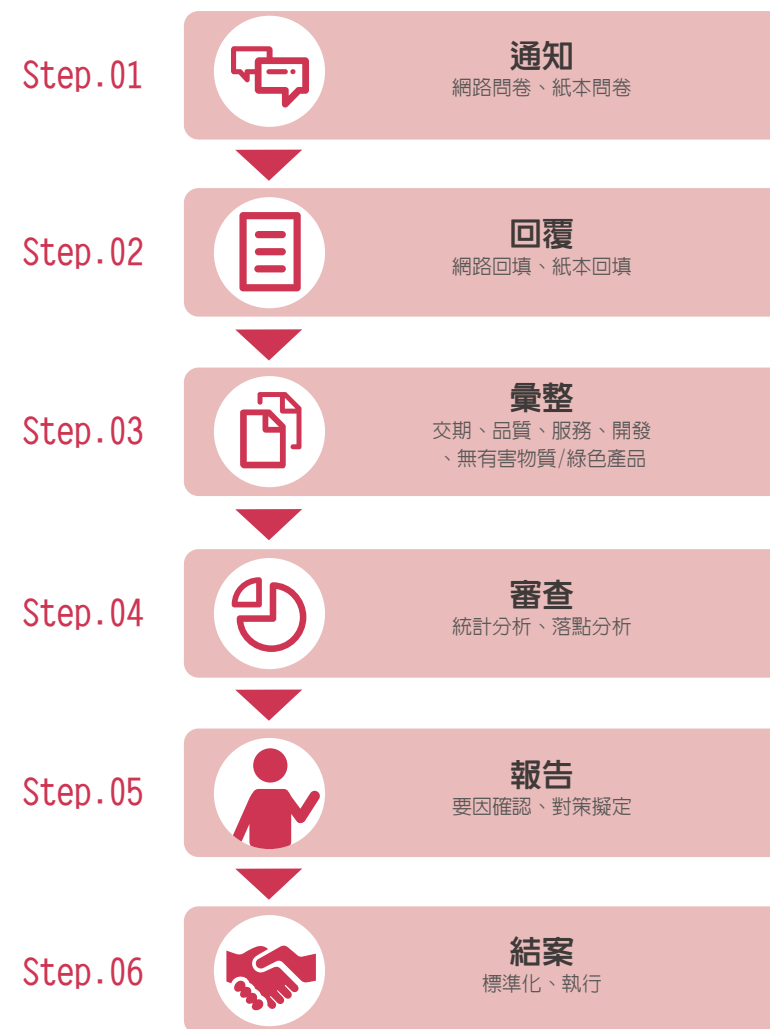 Step.01
通知
網路問卷、紙本問卷
Step.02
回覆
網路回填、紙本回填
Step.03
彙整
交期、品質、服務、開發
、無有害物質/綠色產品
Step.04
審查
統計分析、落點分析
Step.05
報告
要因確認、對策擬定
Step.06
結案
標準化、執行